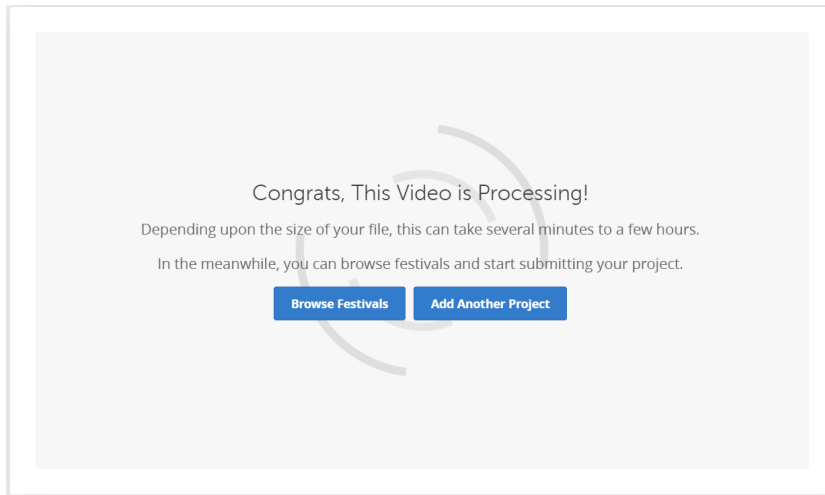 Congrats, This Video is Processing!
Depending upon the size of your file, this can take several minutes to a few hours.
In the meanwhile, you can browse festivals and start submitting your project.
Browse Festivals
Add Another Project